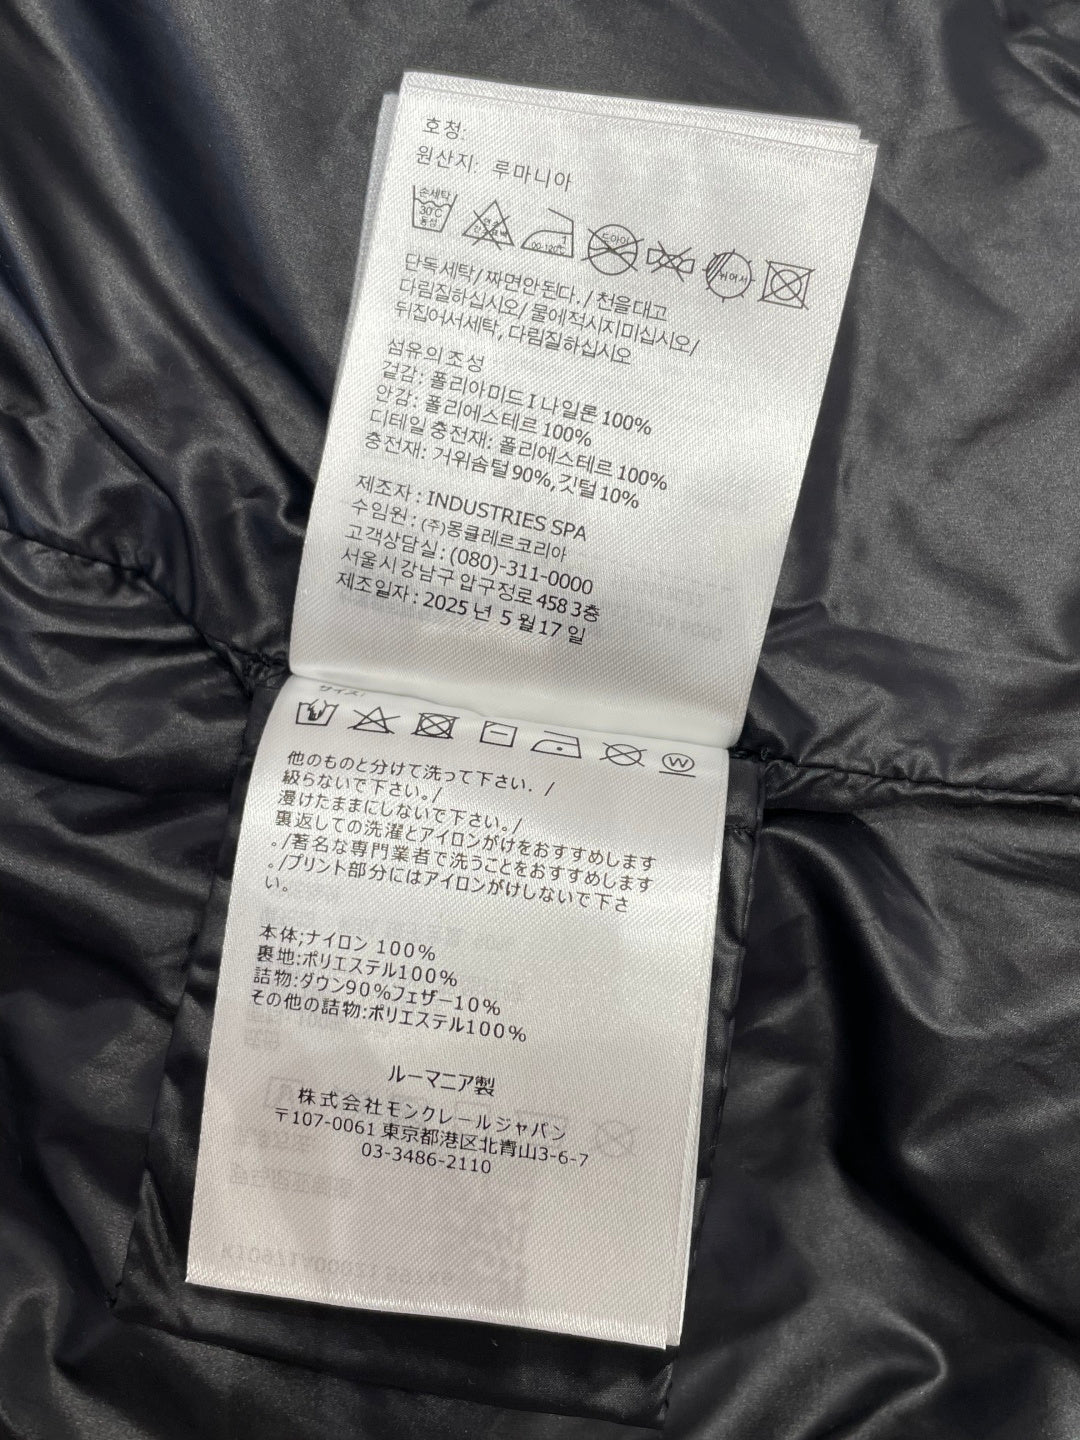 호칭:
원산지: 루마니아
손세탁
30℃
중성
드라이
단독세탁/짜면안된다./천을대고
다림질하십시오/물에적시지미십시오/
뒤집어서세탁, 다림질하십시오
섬유의조성
겉감: 폴리아미드 I 나일론 100%
안감: 폴리에스테르 100%
디테일 충전재: 폴리에스테르 100%
충전재: 거위솜털 90%, 깃털 10%
제조자 : INDUSTRIES SPA
수임원 : (주)몽클레르코리아
고객상담실 : (080)-311-0000
서울시강남구 압구정로 458 3층
제조일자 : 2025 년 5 월 17 일
サイズ:
W
他のものと分けて洗って下さい. /
絞らないで下さい。/
浸けたままにしないで下さい。/
裏返しての洗濯とアイロンがけをおすすめします
。/著名な専門業者で洗うことをおすすめします
。/プリント部分にはアイロンがけしないで下さ
い。
本体;ナイロン 100%
裏地:ポリエステル100%
詰物:ダウン90%フェザー10%
その他の詰物:ポリエステル100%
ルーマニア製
株式会社モンクレールジャパン
〒107-0061 東京都港区北青山3-6-7
03-3486-2110